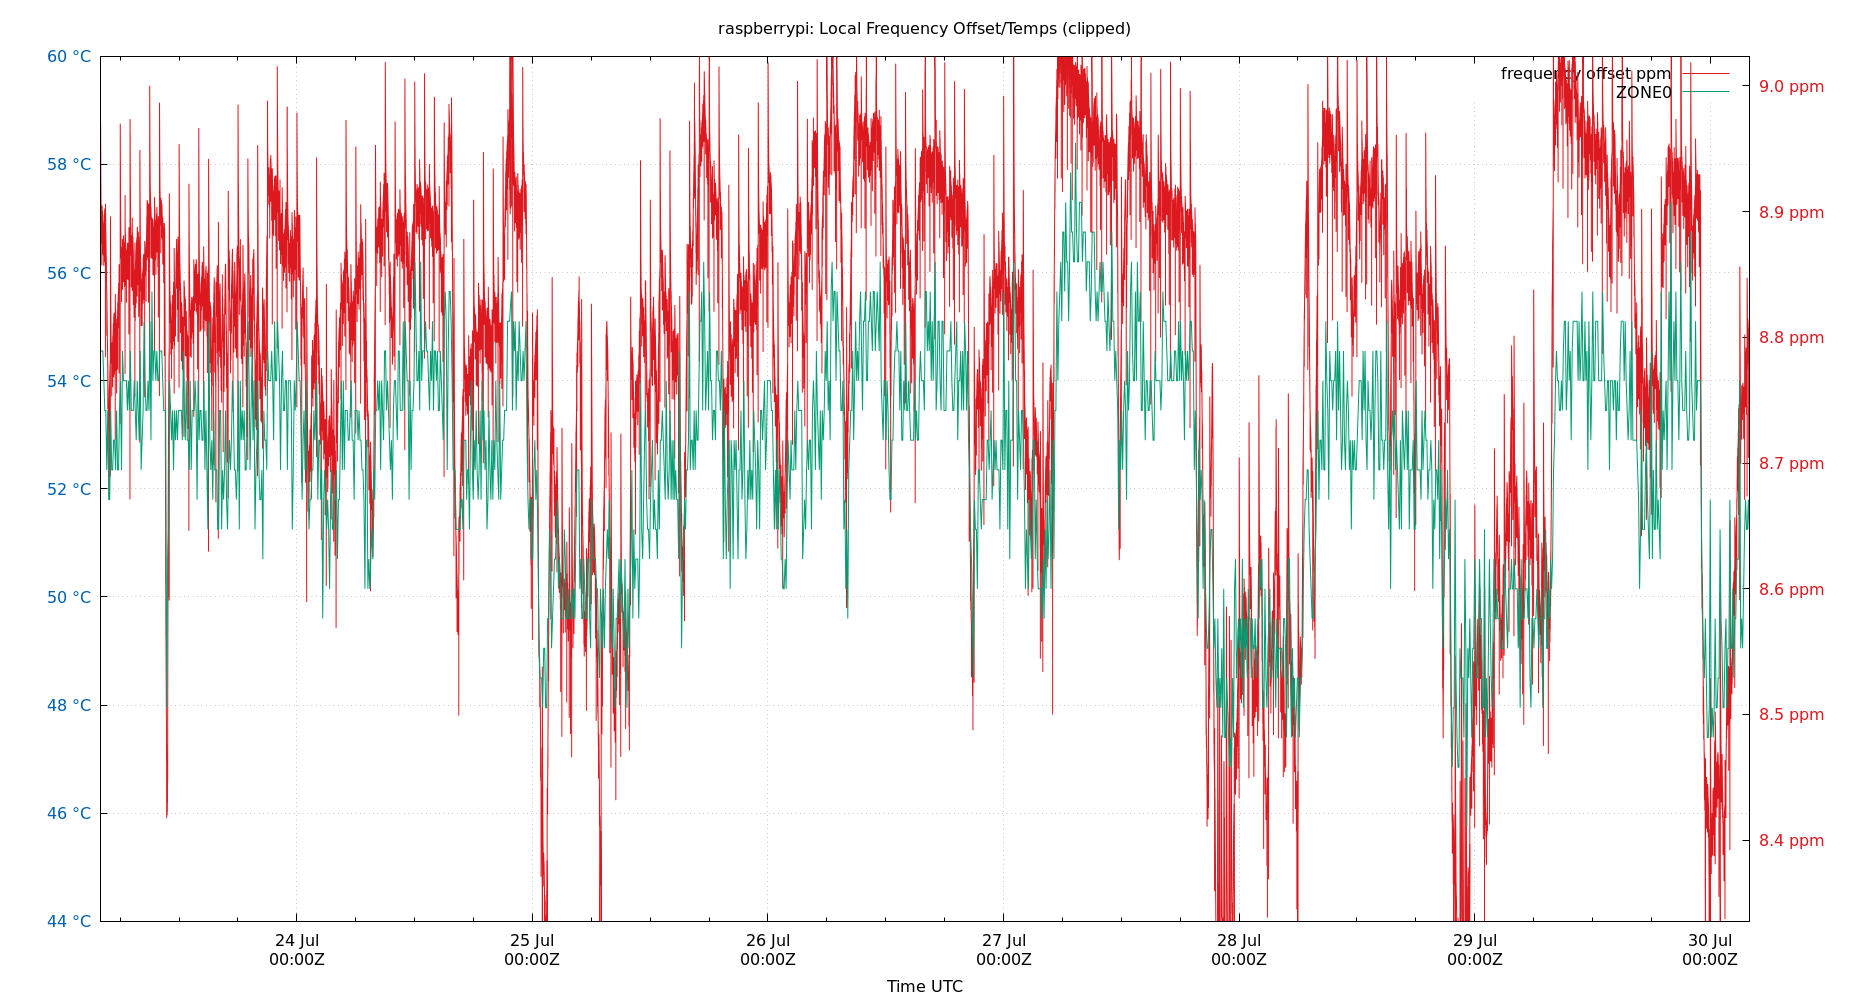 raspberrypi: Local Frequency Offset/Temps (clipped)
60 °C
58 °C
56 °C
54 °C
52 °C
50 °C
48 °C
46 °C
44 °C
frequency offset ppm
ZONE0
9.0 ppm
8.9 ppm
8.8 ppm
8.7 ppm
8.6 ppm
8.5 ppm
8.4 ppm
24 Jul
00:00Z
25 Jul
00:00Z
26 Jul
00:00Z
27 Jul
00:00Z
28 Jul
00:00Z
29 Jul
00:00Z
30 Jul
00:00Z
Time UTC